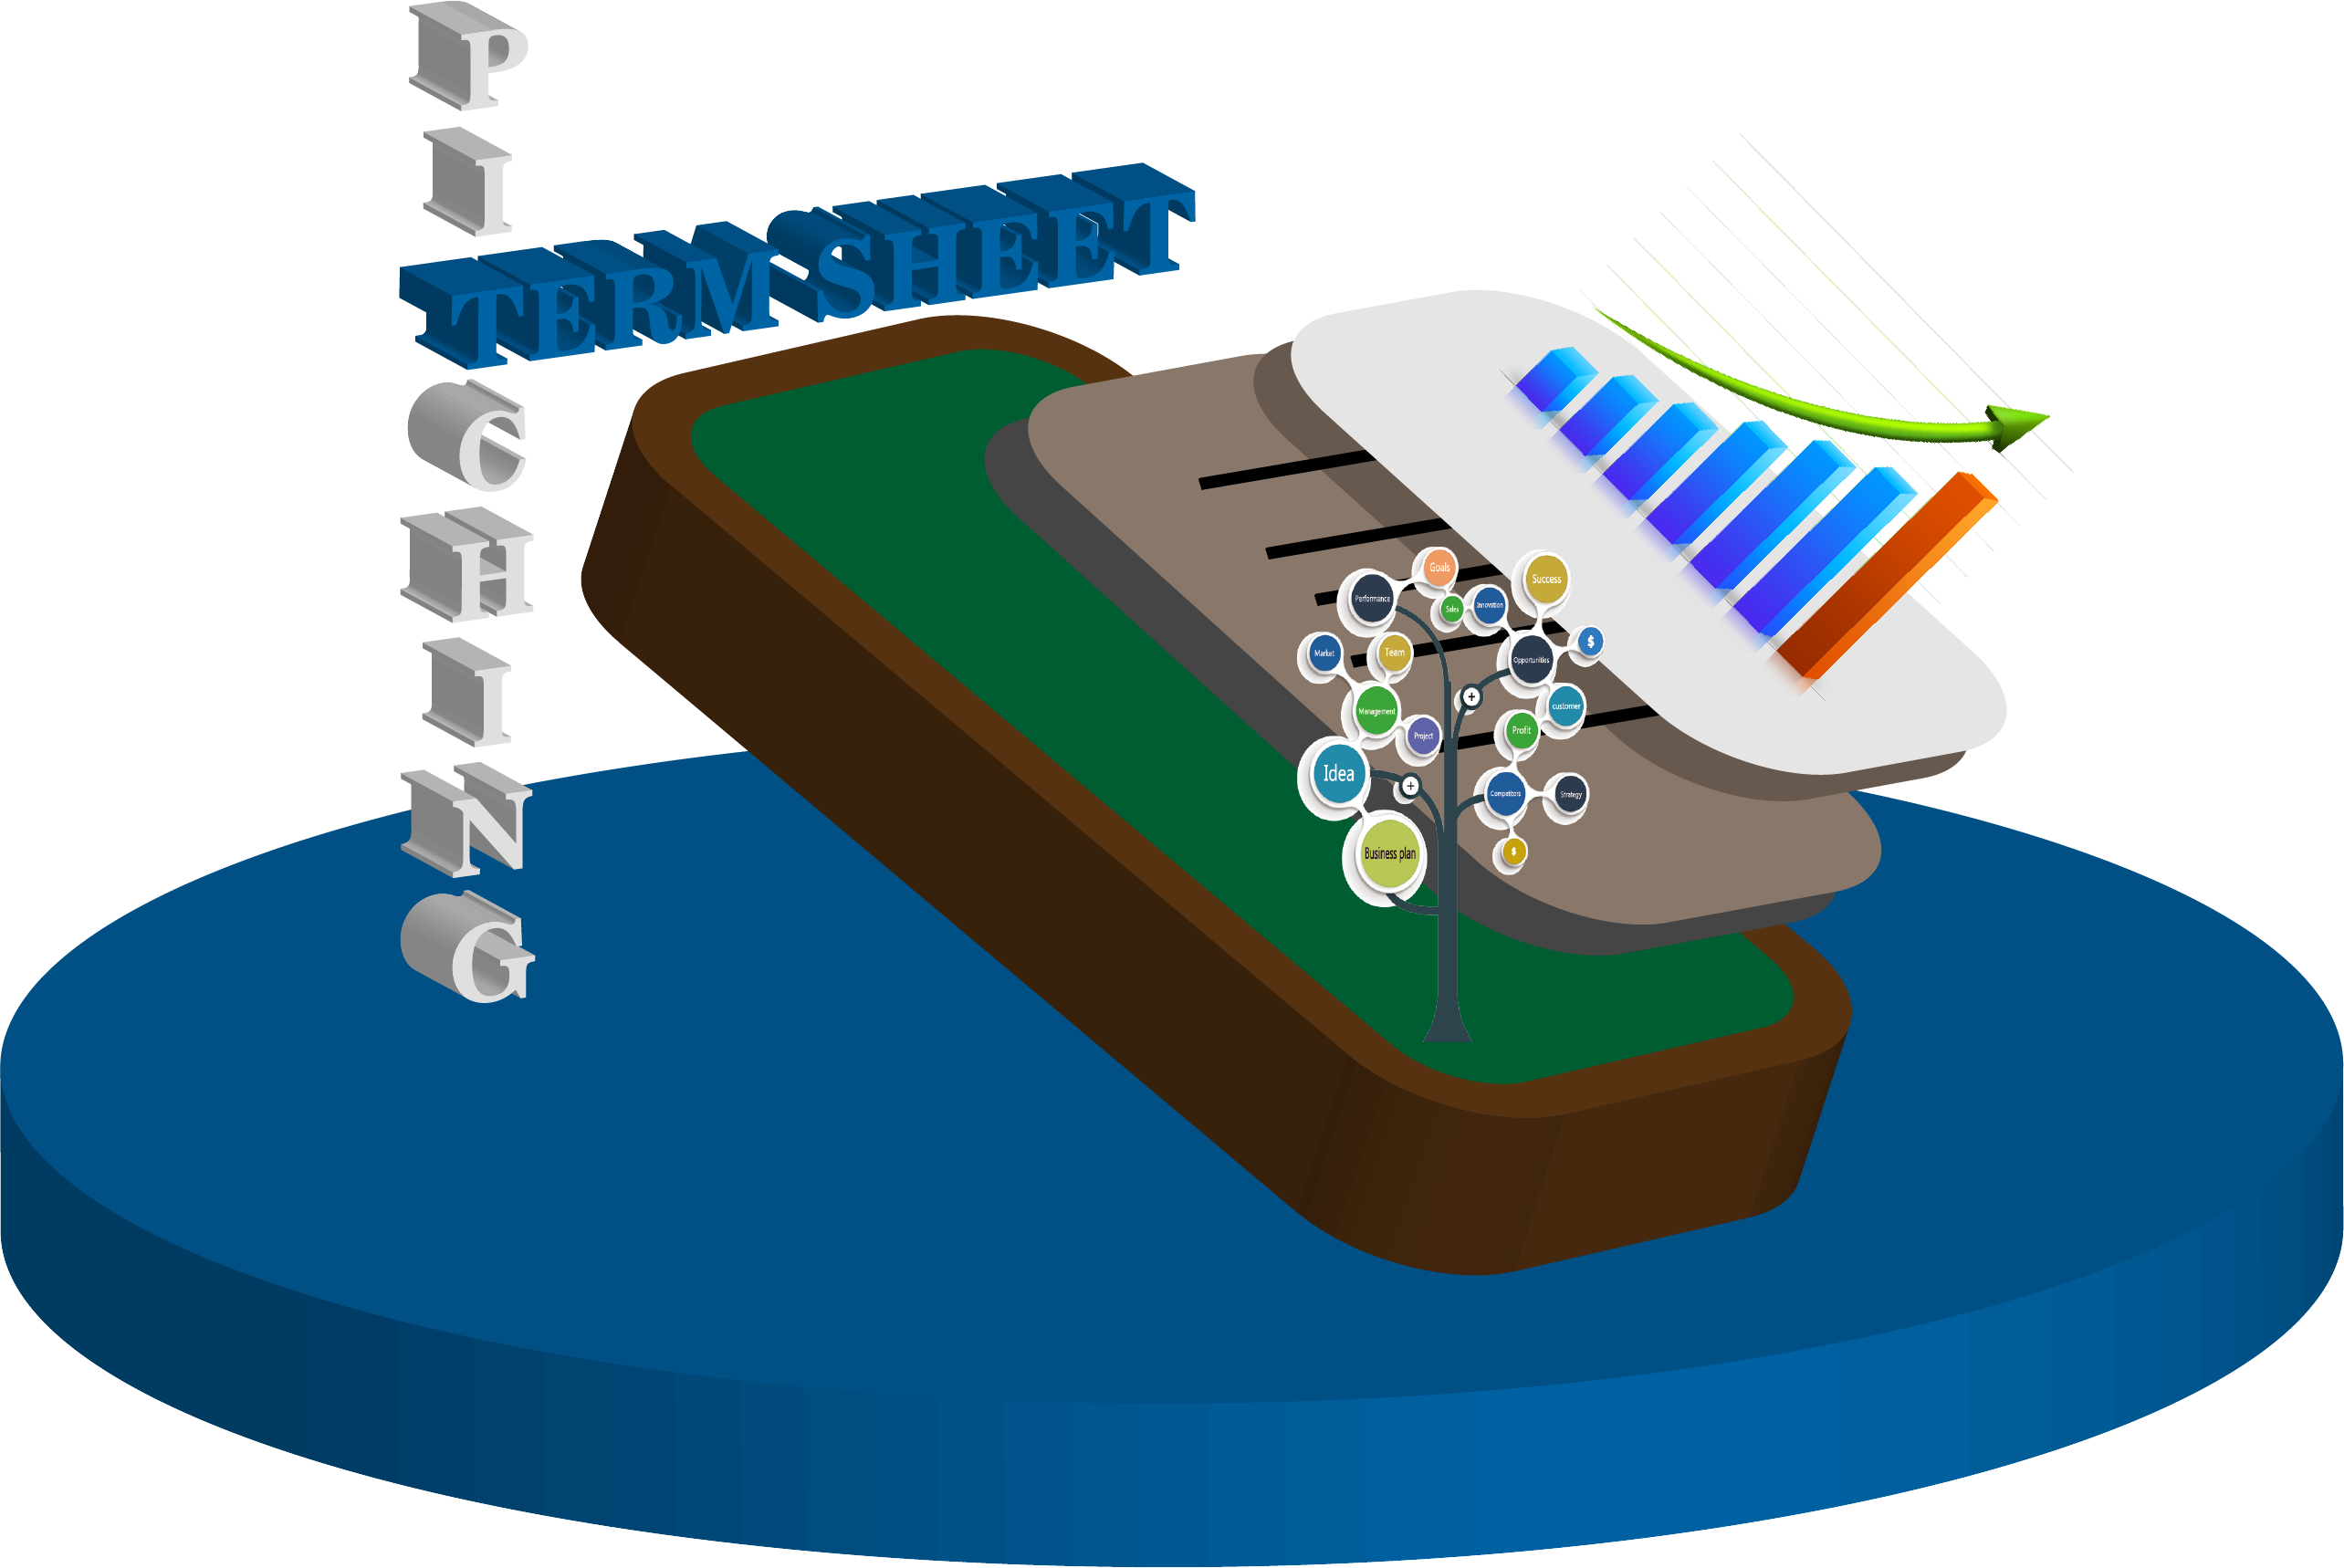 PITCHING
TERM SHEET
Goals
Performance
Success
Sales
Innovation
Market
Team
Opportunities
$
+
Management
customer
Project
Profit
Idea
+
Competitors
Strategy
Business plan
$